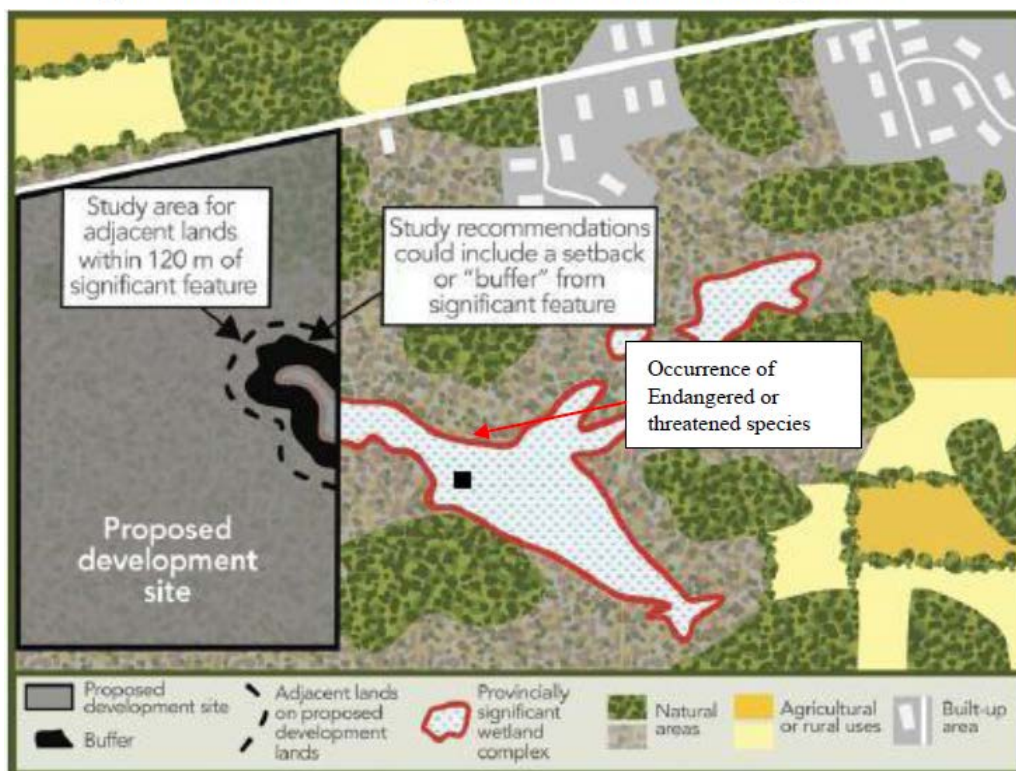 Study area for
adjacent lands
within 120 m of
significant feature
Study recommendations
could include a setback
or “buffer” from
significant feature
Occurrence of
Endangered or
threatened species
Proposed
development
site
Proposed
development site
Buffer
Adjacent lands
on proposed
development
lands
Provincially
significant
wetland
complex
Natural
areas
Agricultural
or rural uses
Built-up
area